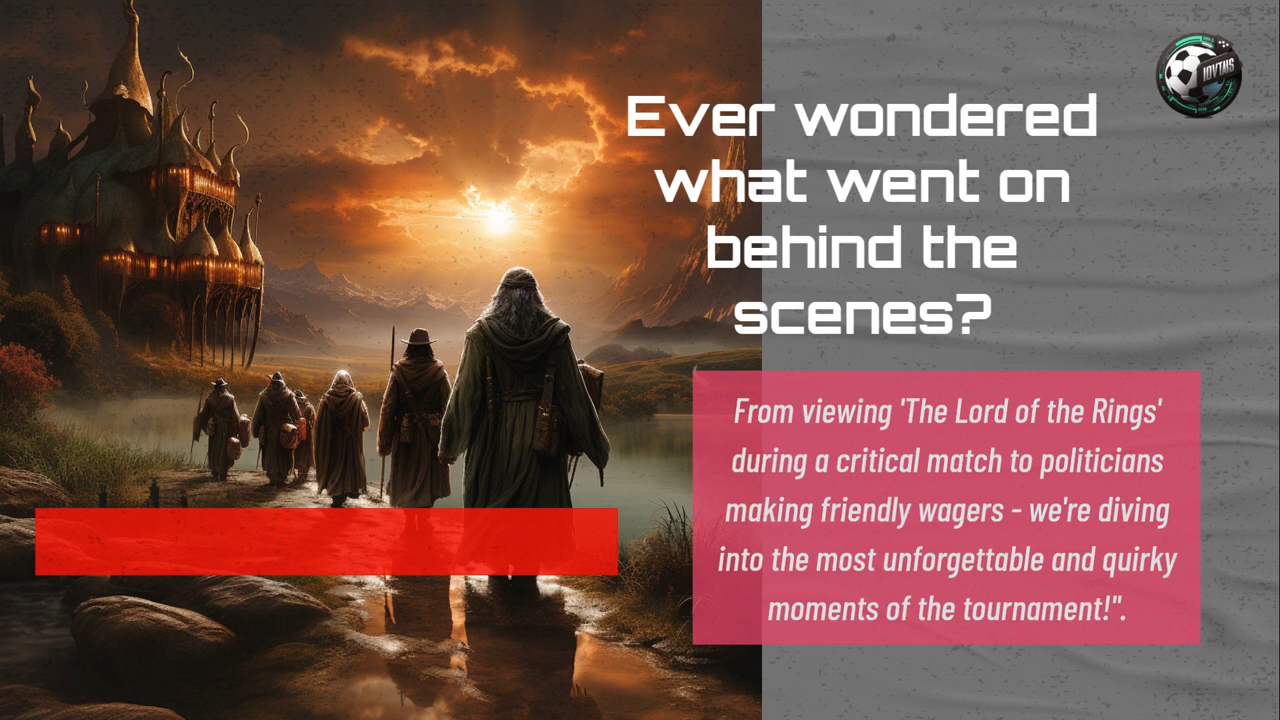 Ever wondered
what went on
behind the
scenes?
From viewing 'The Lord of the Rings'
during a critical match to politicians
making friendly wagers - we're diving
into the most unforgettable and quirky
moments of the tournament!".